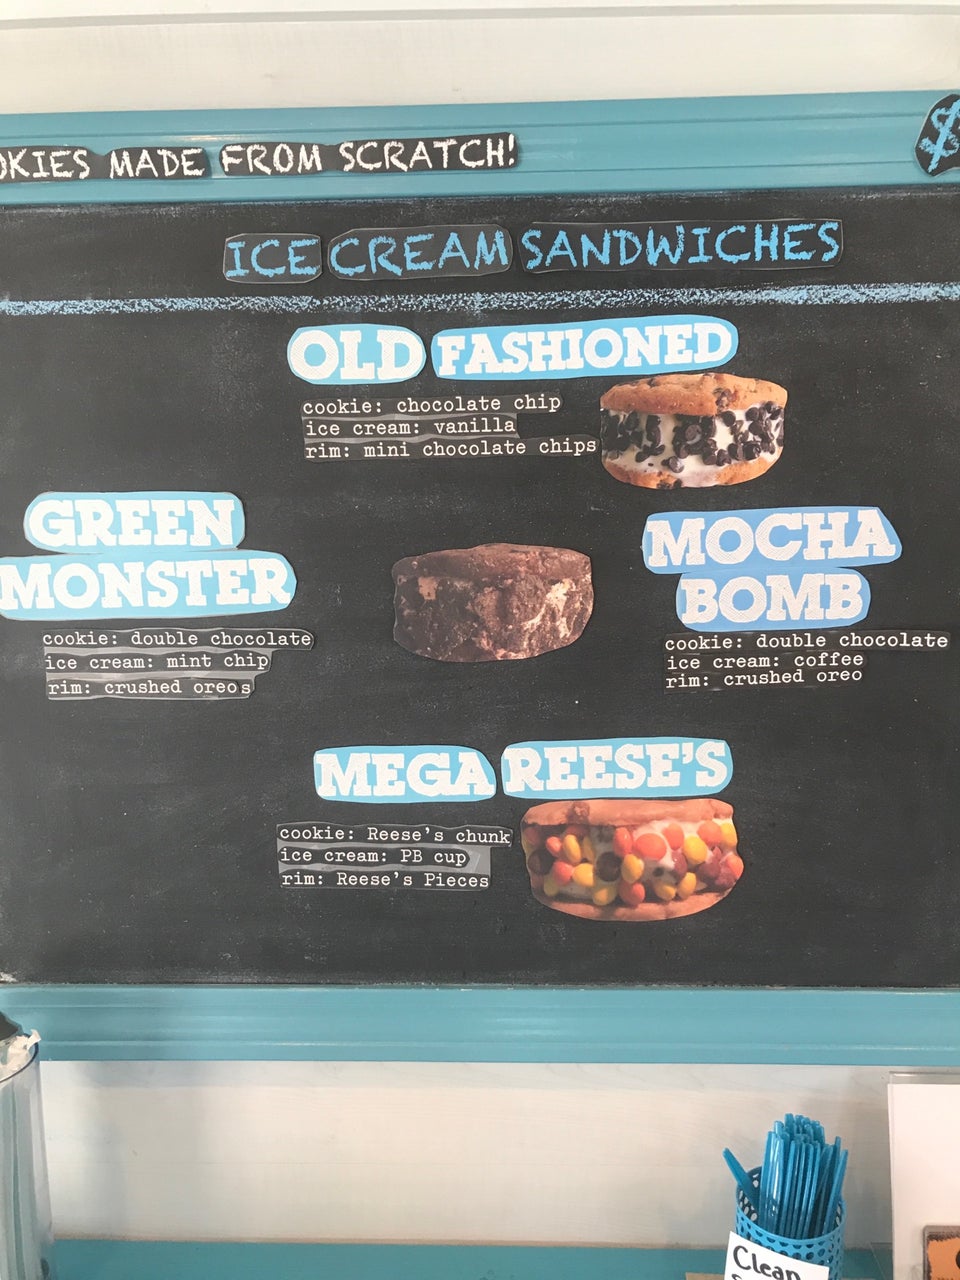 MADE FROM SCRATCH!
$
ICE CREAM SANDWICHES
OLD FASHIONED
cookie: chocolate chip
ice cream: vanilla
rim: mini chocolate chips
GREEN
MONSTER
cookie: double chocolate
ice cream: mint chip
rim: crushed oreos
MOCHA
BOMB
cookie: double chocolate
ice cream: coffee
rim: crushed oreo
MEGA REESE'S
cookie: Reese's chunk
ice cream: PB cup
rim: Reese's Pieces
Clean